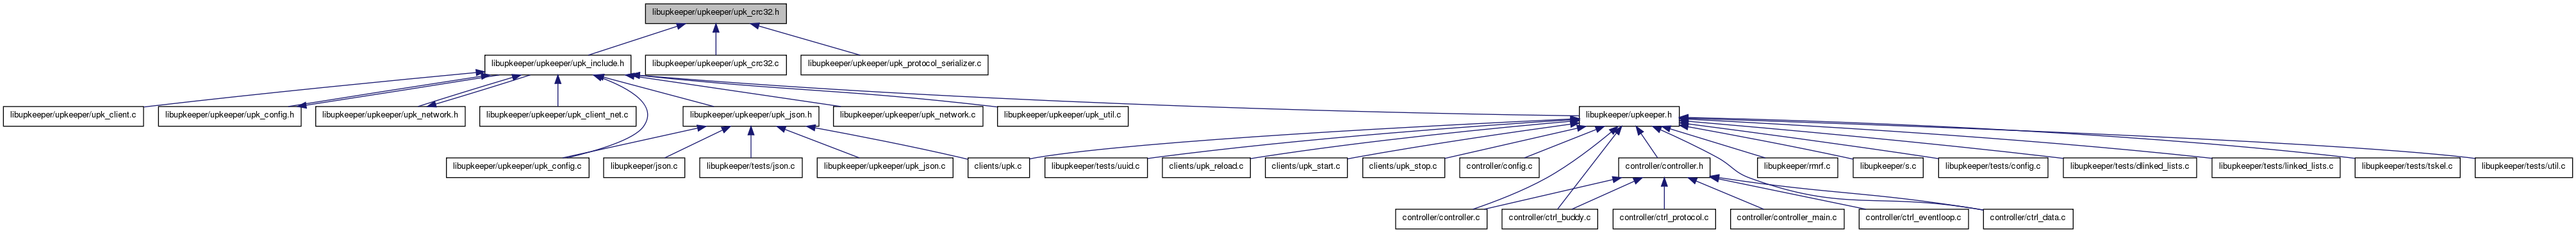 libupkeeper/upkeeper/upk_crc32.h
libupkeeper/upkeeper/upk_include.h
libupkeeper/upkeeper/upk_crc32.c
libupkeeper/upkeeper/upk_protocol_serializer.c
libupkeeper/upkeeper/upk_client.c
libupkeeper/upkeeper/upk_config.h
libupkeeper/upkeeper/upk_network.h
libupkeeper/upkeeper/upk_client_net.c
libupkeeper/upkeeper/upk_json.h
libupkeeper/upkeeper/upk_network.c
libupkeeper/upkeeper/upk_util.c
libupkeeper/upkeeper.h
libupkeeper/upkeeper/upk_config.c
libupkeeper/json.c
libupkeeper/tests/json.c
libupkeeper/upkeeper/upk_json.c
clients/upk.c
libupkeeper/tests/uuid.c
clients/upk_reload.c
clients/upk_start.c
clients/upk_stop.c
controller/config.c
controller/controller.h
libupkeeper/rmrf.c
libupkeeper/s.c
libupkeeper/tests/config.c
libupkeeper/tests/dlinked_lists.c
libupkeeper/tests/linked_lists.c
libupkeeper/tests/tskel.c
libupkeeper/tests/util.c
controller/controller.c
controller/ctrl_buddy.c
controller/ctrl_protocol.c
controller/controller_main.c
controller/ctrl_eventloop.c
controller/ctrl_data.c